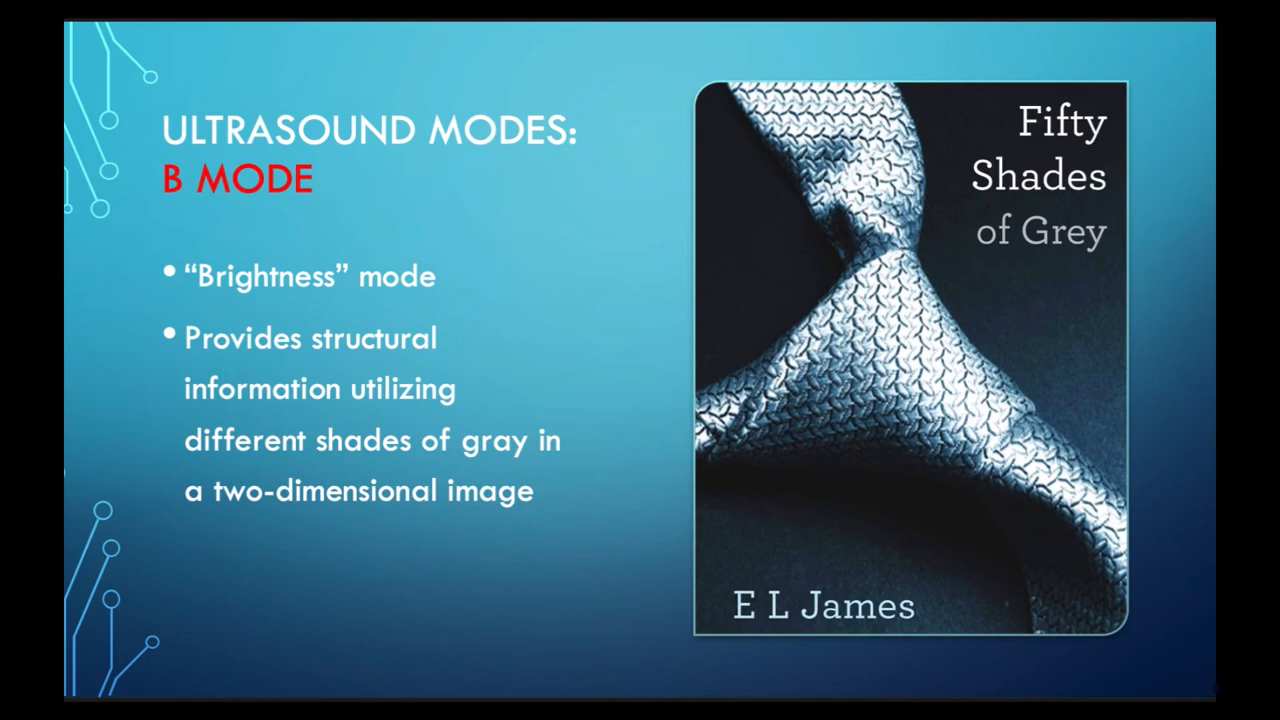 ULTRASOUND MODES:
B MODE
• “Brightness” mode
• Provides structural
information utilizing
different shades of gray in
a two-dimensional image
Fifty
Shades
of Grey
E L James